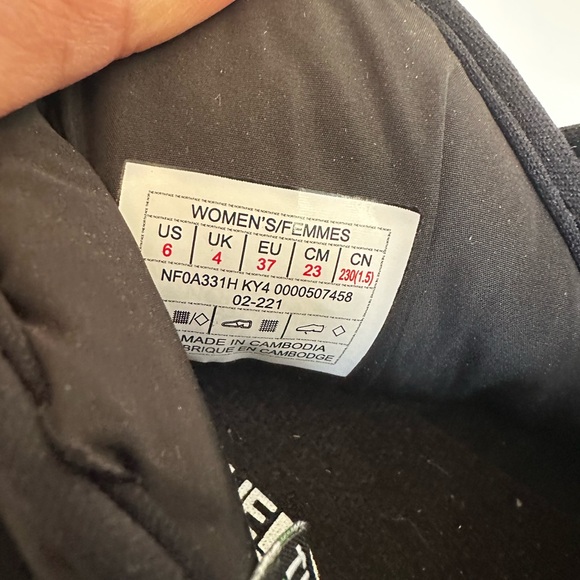 WOMEN'S/FEMMES
US UK EU CM CN
6 4 37 23 230(1.5)
NF0A331H KY4 0000507458
02-221
MADE IN CAMBODIA
BRIQUE EN CAMBODGE